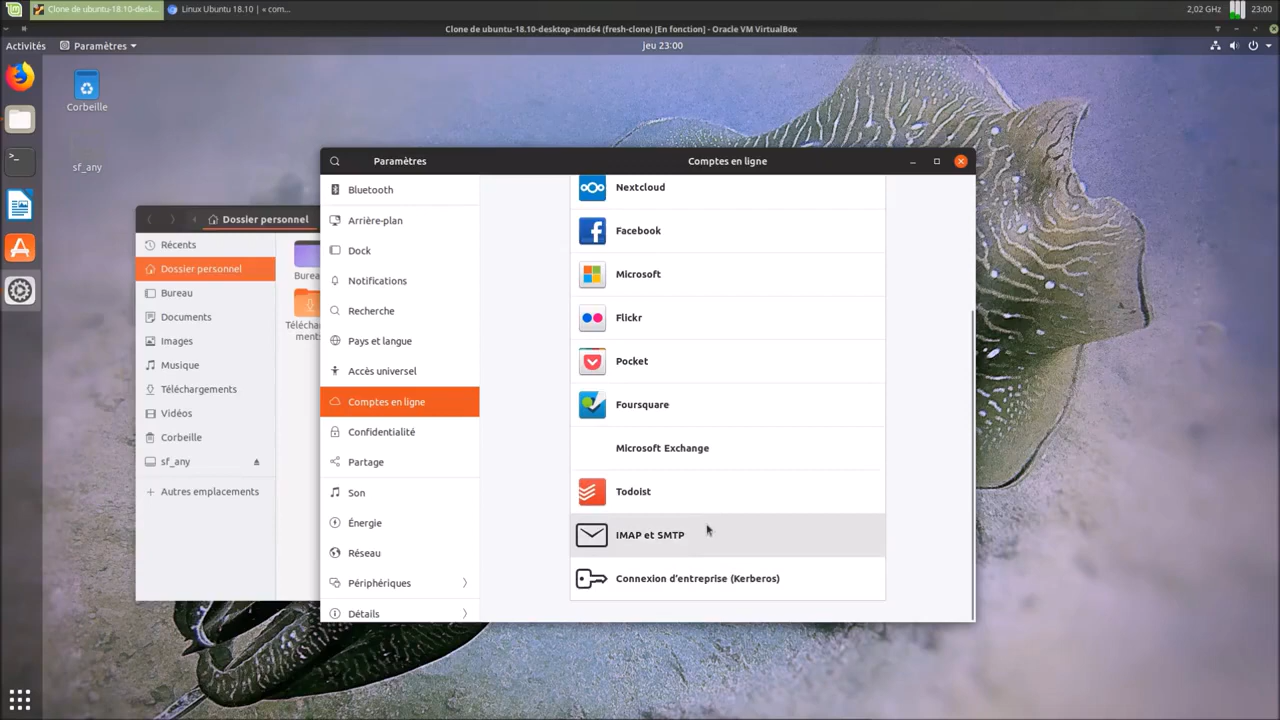 Clone de ubuntu-18.10-desk...
Linux Ubuntu 18.10 | « com...
2,02 GHz
23:00
Clone de ubuntu-18.10-desktop-amd64 (fresh-clone) [En fonction] - Oracle VM VirtualBox
Activités
Paramètres
jeu 23:00
Corbeille
sf_any
Paramètres
Comptes en ligne
Dossier personnel
Récents
Dossier personnel
Bureau
Documents
Images
Musique
Téléchargements
Vidéos
Corbeille
sf_any
Autres emplacements
Burea
Télécha
ments
Bluetooth
Arrière-plan
Dock
Notifications
Recherche
Pays et langue
Accès universel
Comptes en ligne
Confidentialité
Partage
Son
Énergie
Réseau
Périphériques
Détails
Nextcloud
Facebook
Microsoft
Flickr
Pocket
Foursquare
Microsoft Exchange
Todoist
IMAP et SMTP
Connexion d'entreprise (Kerberos)